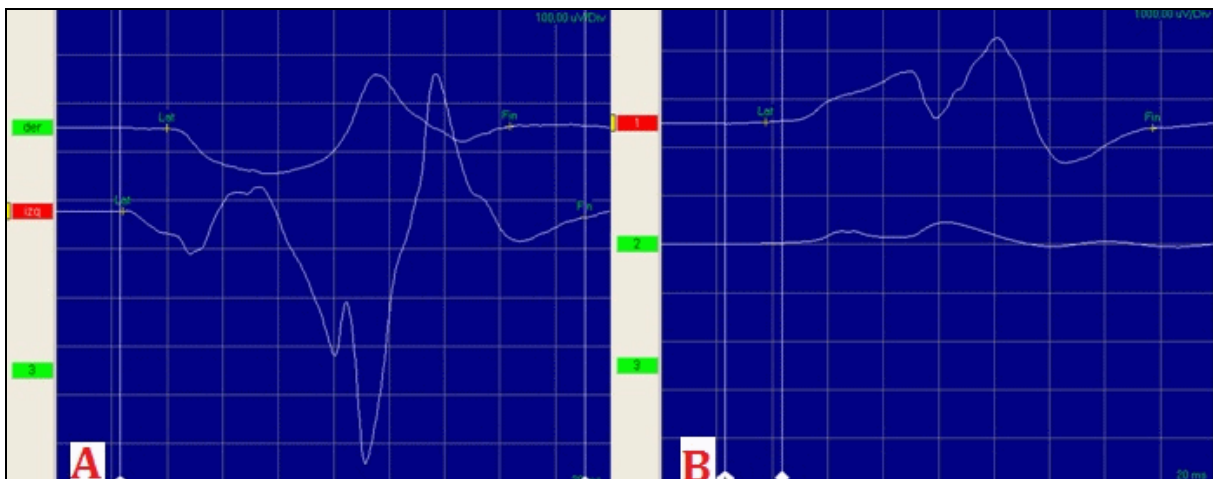 100,00 uV/Div
der
Lat
Fin
izq
Lat
Fin
3
A
1000,00 uV/Div
1
Lat
Fin
2
3
B
20 ms